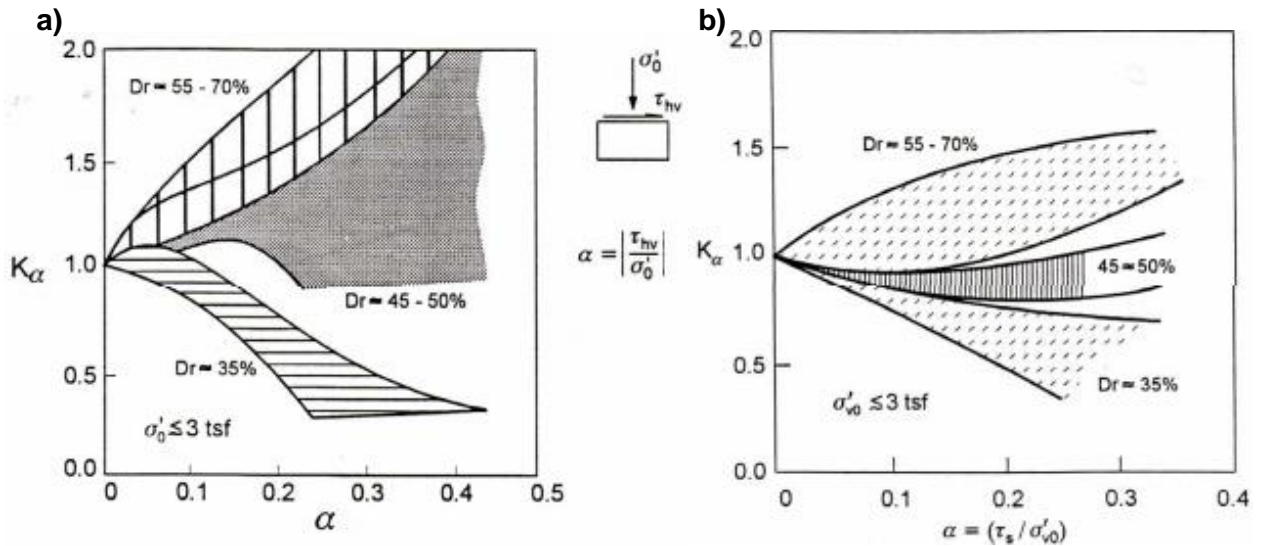 a)
2.0
1.5
1.0
0.5
0.0
Kα
Dr ≈ 55 - 70%
Dr ≈ 45 - 50%
Dr ≈ 35%
σ′₀ ≤ 3 tsf
0 0.1 0.2 0.3 0.4 0.5
α
σ′₀
τhv
α = |τhv / σ′₀|
b)
2.0
1.5
1.0
0.5
0.0
Kα
Dr ≈ 55 - 70%
45 ≈ 50%
Dr ≈ 35%
σ′v0 ≤ 3 tsf
0 0.1 0.2 0.3 0.4
α = (τs / σ′v0)